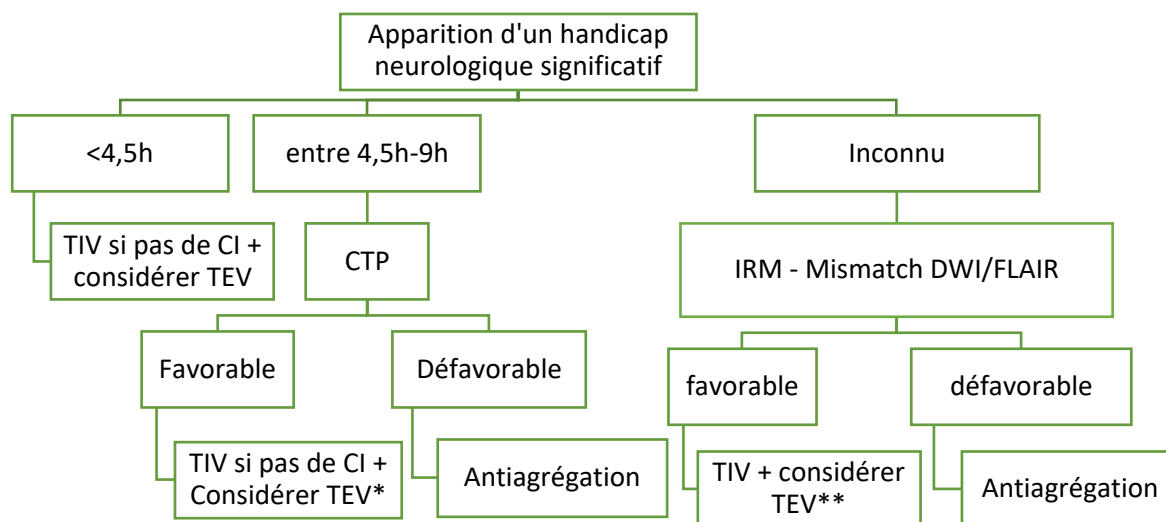 Apparition d'un handicap
neurologique significatif
<4,5h
entre 4,5h-9h
Inconnu
TIV si pas de CI +
considérer TEV
CTP
IRM - Mismatch DWI/FLAIR
Favorable
Défavorable
favorable
défavorable
TIV si pas de CI +
Considérer TEV*
Antiagrégation
TIV + considérer
TEV**
Antiagrégation